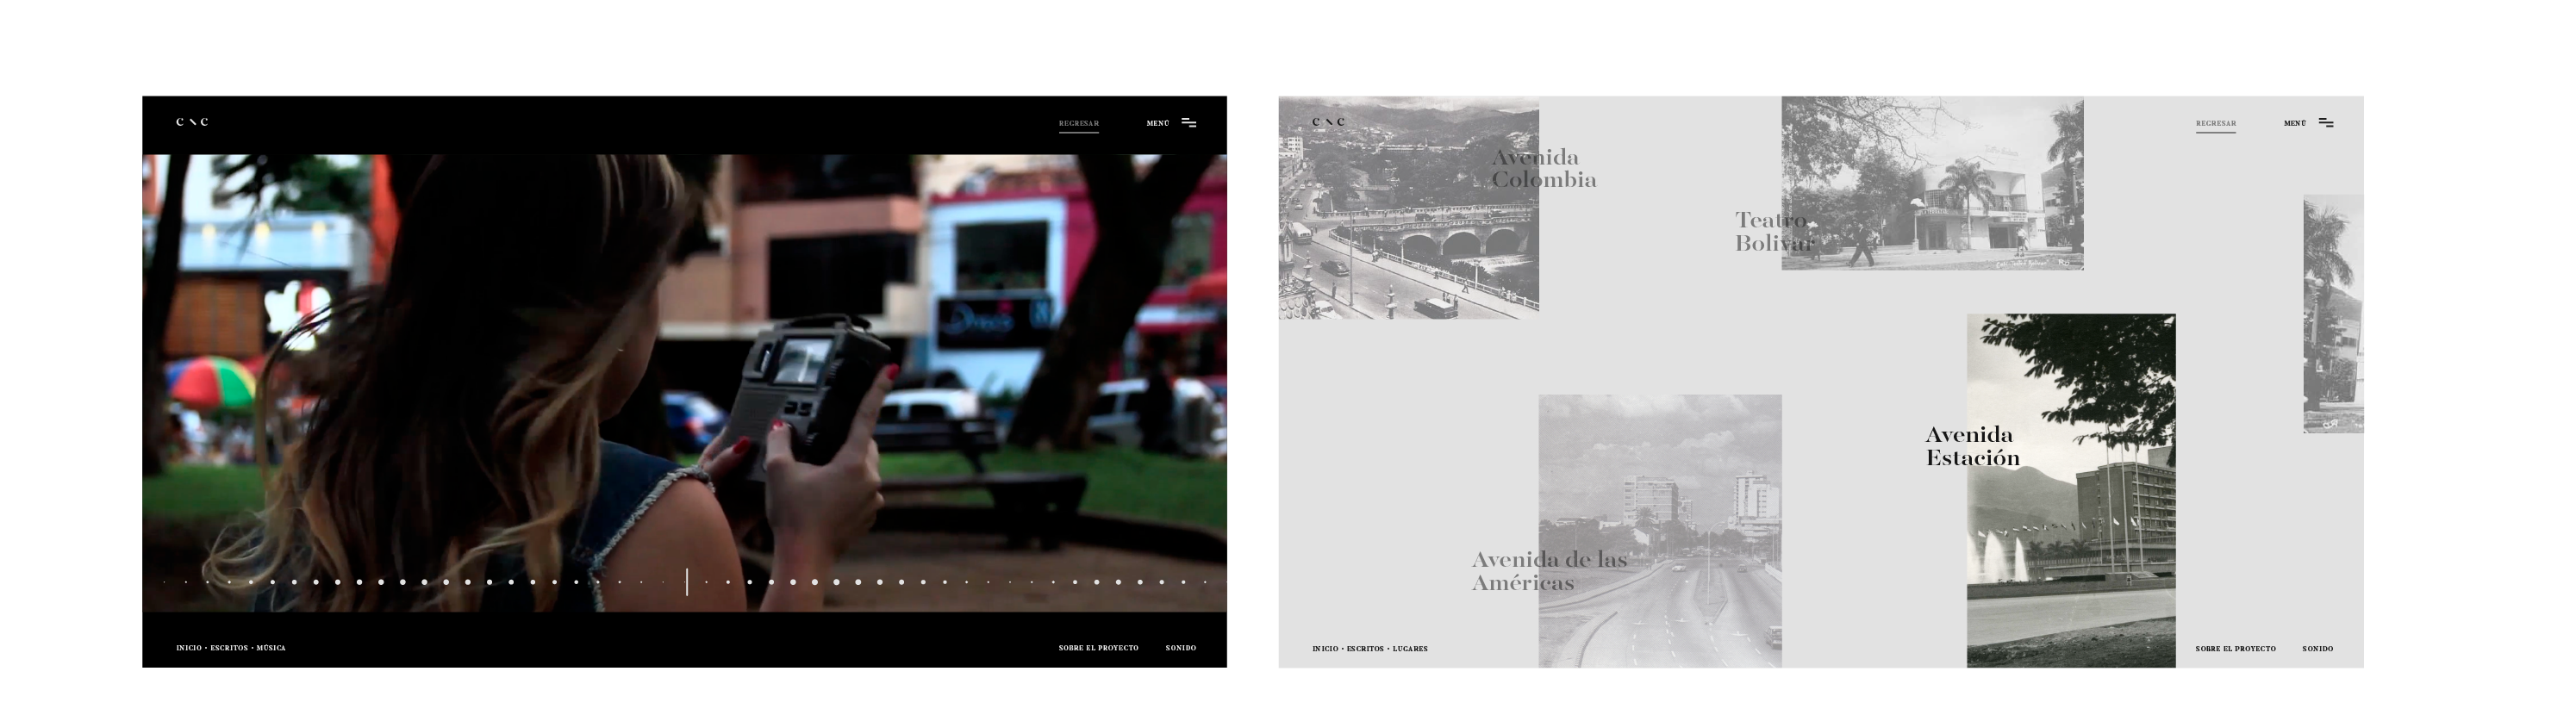 C \ C
REGRESAR
MENÚ
INICIO • ESCRITOS • MÚSICA
SOBRE EL PROYECTO
SONIDO
C \ C
REGRESAR
MENÚ
Avenida
Colombia
Teatro
Bolívar
Avenida
Estación
Avenida de las
Américas
INICIO • ESCRITOS • LUGARES
SOBRE EL PROYECTO
SONIDO